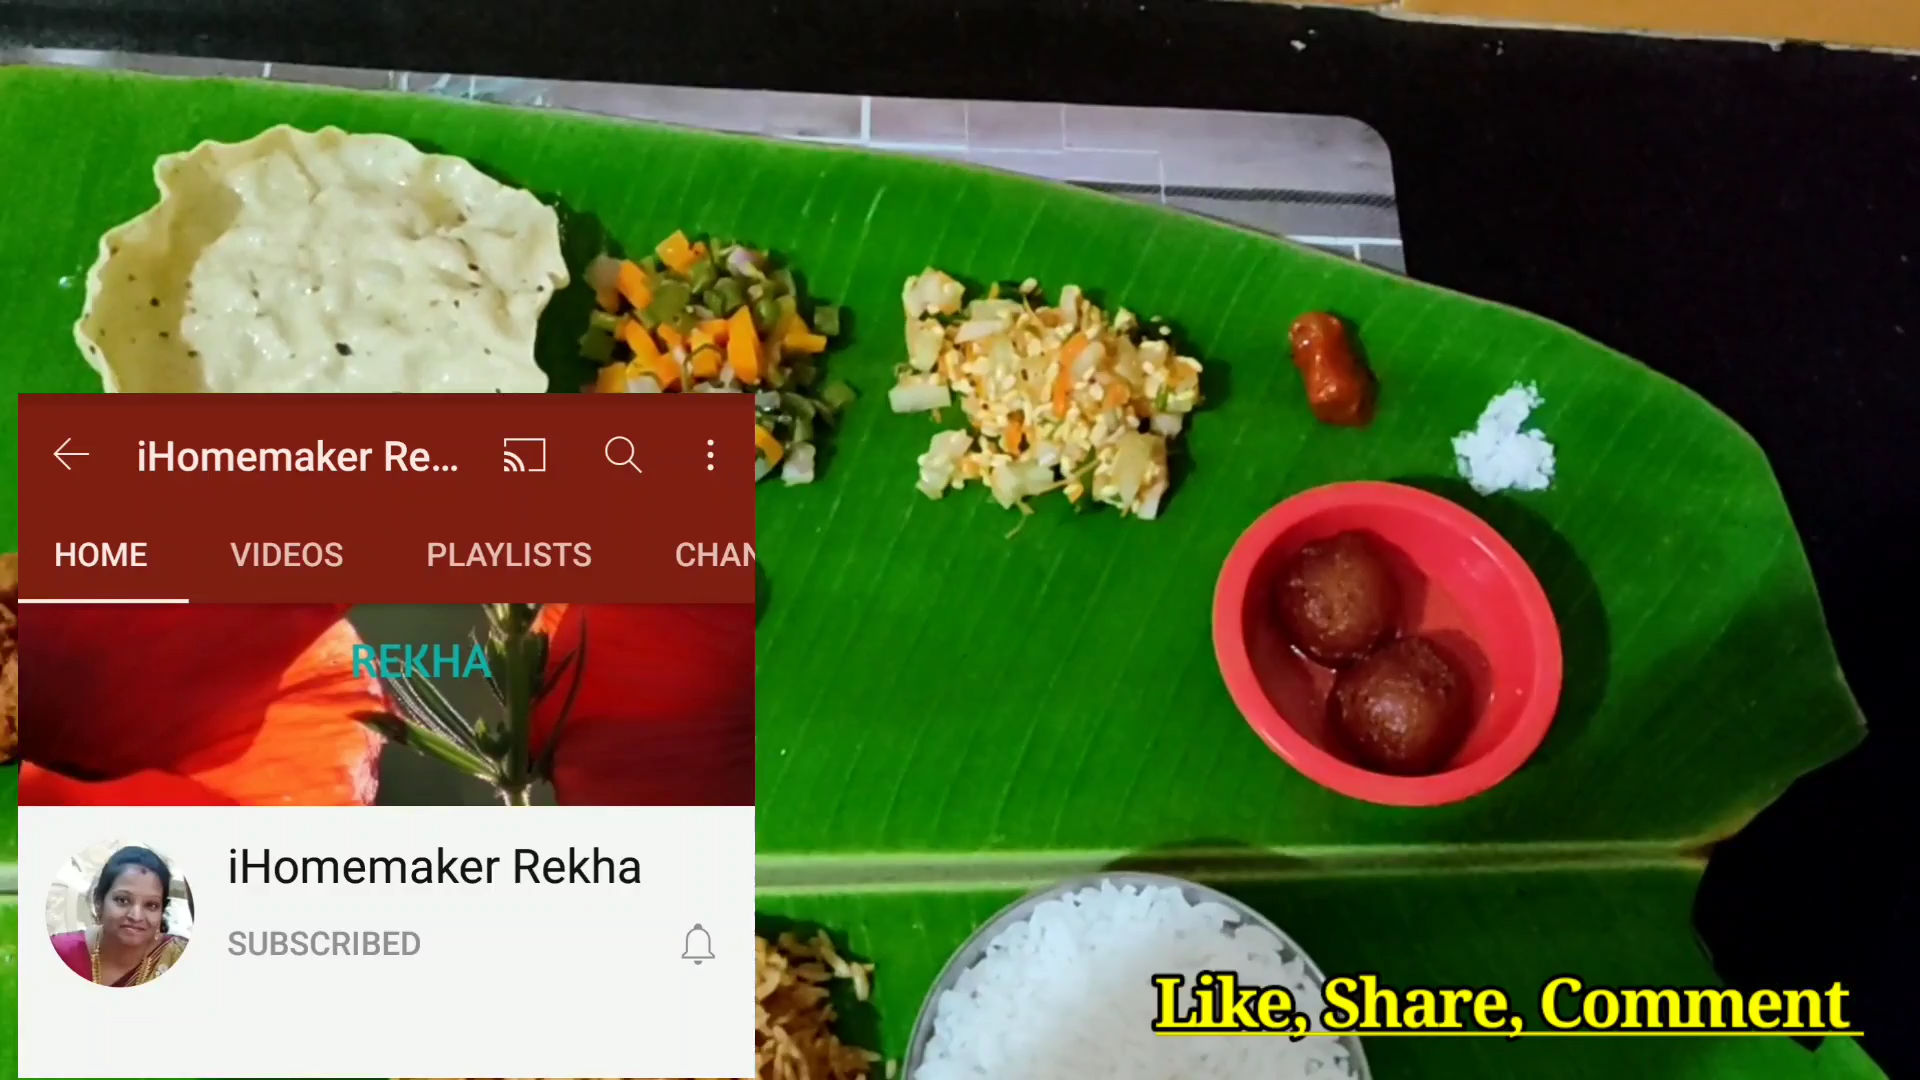 iHomemaker Re...
HOME VIDEOS PLAYLISTS CHAN
REKHA
iHomemaker Rekha
SUBSCRIBED
Like, Share, Comment